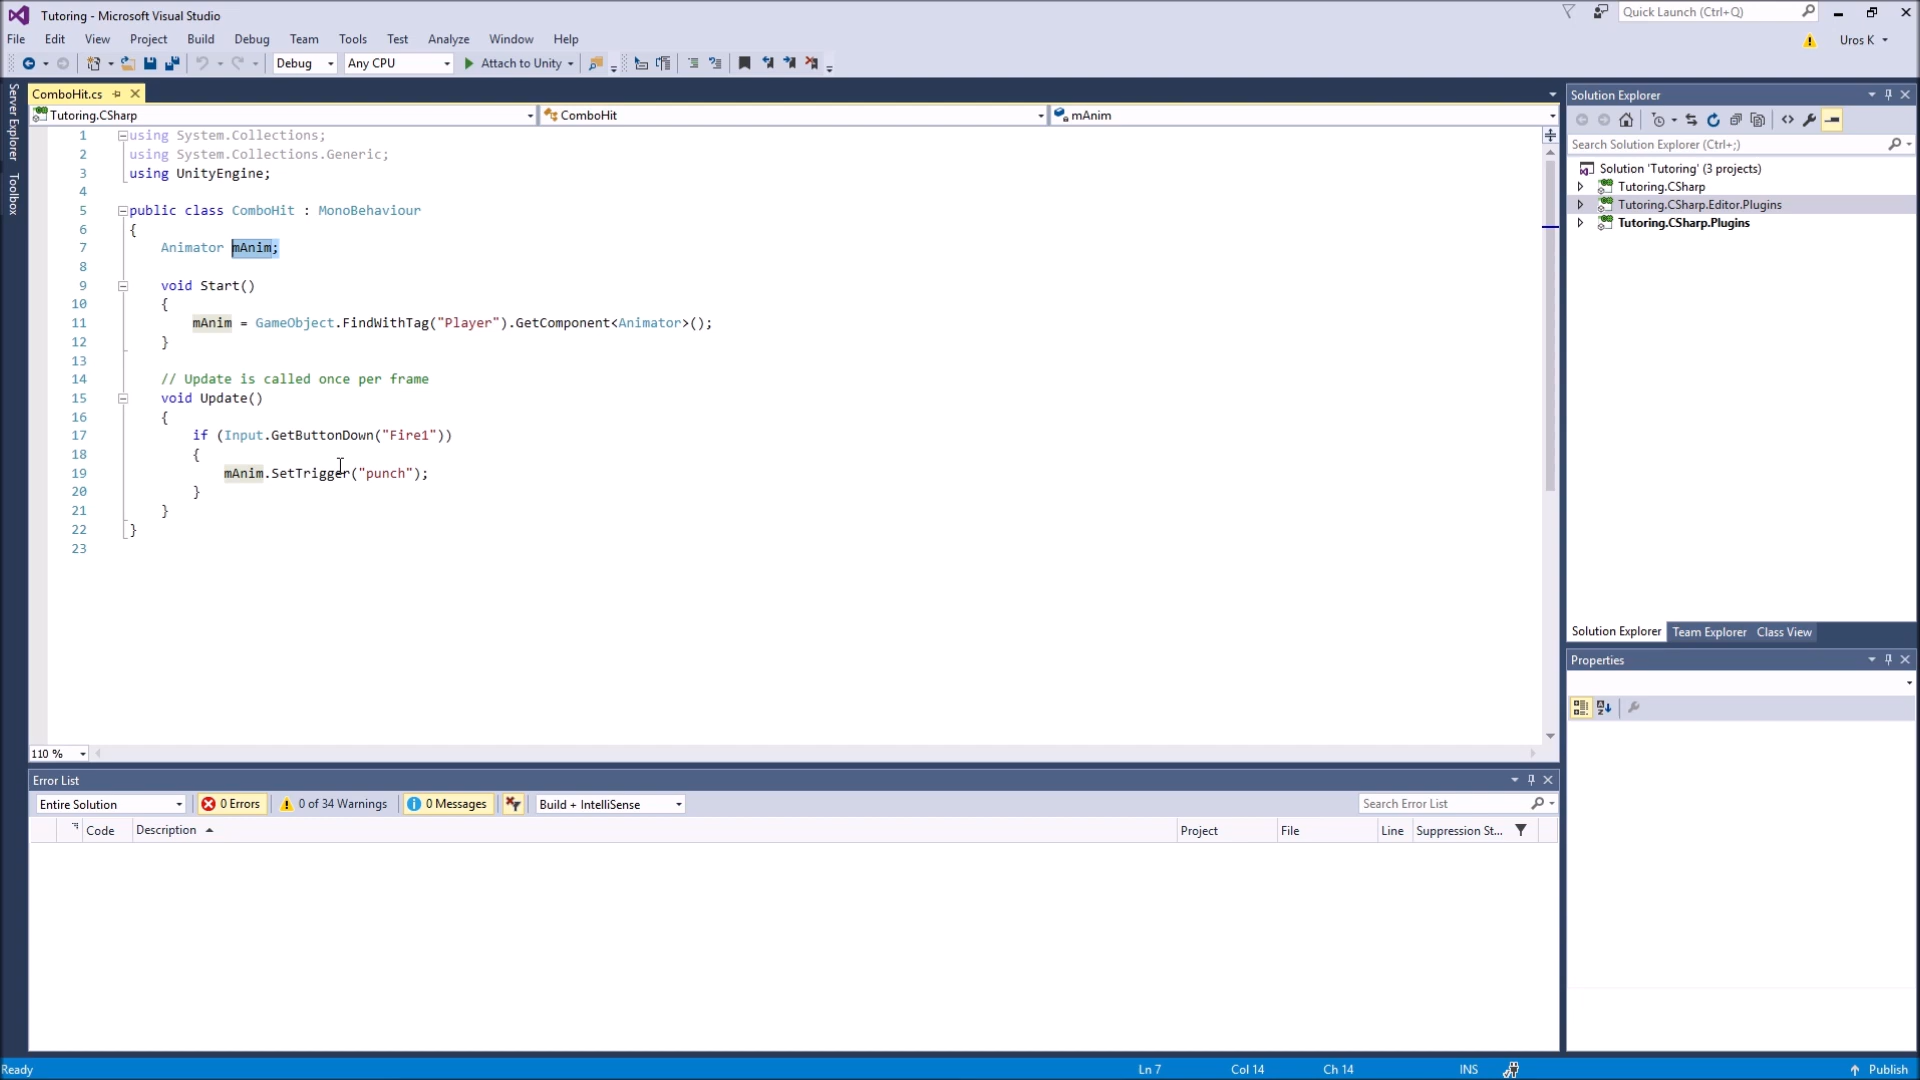 Tutoring - Microsoft Visual Studio
Quick Launch (Ctrl+Q)
File Edit View Project Build Debug Team Tools Test Analyze Window Help
Uros K
Debug Any CPU Attach to Unity
Server Explorer
Toolbox
ComboHit.cs
Tutoring.CSharp ComboHit mAnim
1 using System.Collections;
2 using System.Collections.Generic;
3 using UnityEngine;
4
5 public class ComboHit : MonoBehaviour
6 {
7 Animator mAnim;
8
9 void Start()
10 {
11 mAnim = GameObject.FindWithTag("Player").GetComponent<Animator>();
12 }
13
14 // Update is called once per frame
15 void Update()
16 {
17 if (Input.GetButtonDown("Fire1"))
18 {
19 mAnim.SetTrigger("punch");
20 }
21 }
22 }
23
110 %
Solution Explorer
Search Solution Explorer (Ctrl+;)
Solution 'Tutoring' (3 projects)
Tutoring.CSharp
Tutoring.CSharp.Editor.Plugins
Tutoring.CSharp.Plugins
Solution Explorer Team Explorer Class View
Properties
Error List
Entire Solution 0 Errors 0 of 34 Warnings 0 Messages Build + IntelliSense Search Error List
Code Description Project File Line Suppression St...
Ready Ln 7 Col 14 Ch 14 INS Publish